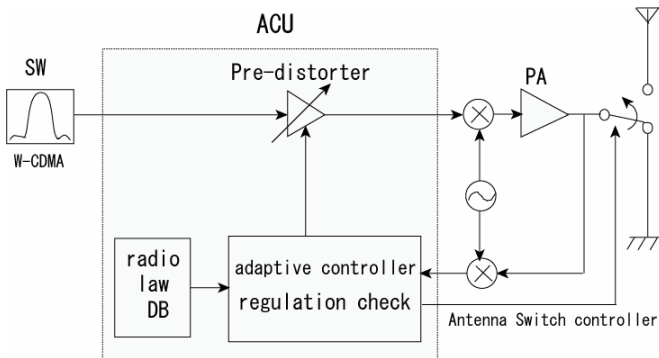 ACU
SW
Pre-distorter
PA
W-CDMA
radio
law
DB
adaptive controller
regulation check
Antenna Switch controller